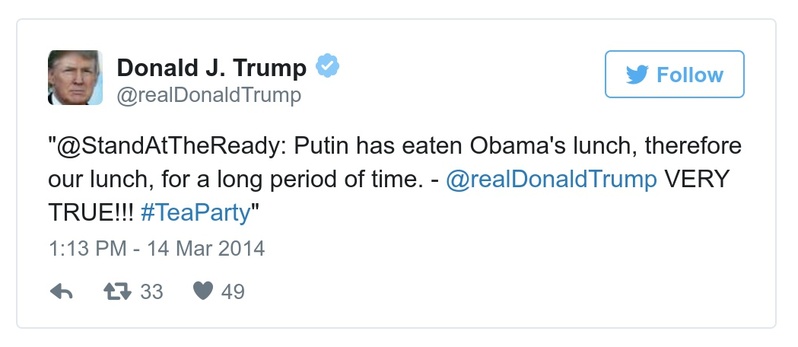 Donald J. Trump
@realDonaldTrump
Follow
"@StandAtTheReady: Putin has eaten Obama's lunch, therefore
our lunch, for a long period of time. - @realDonaldTrump VERY
TRUE!!! #TeaParty"
1:13 PM - 14 Mar 2014
33 49